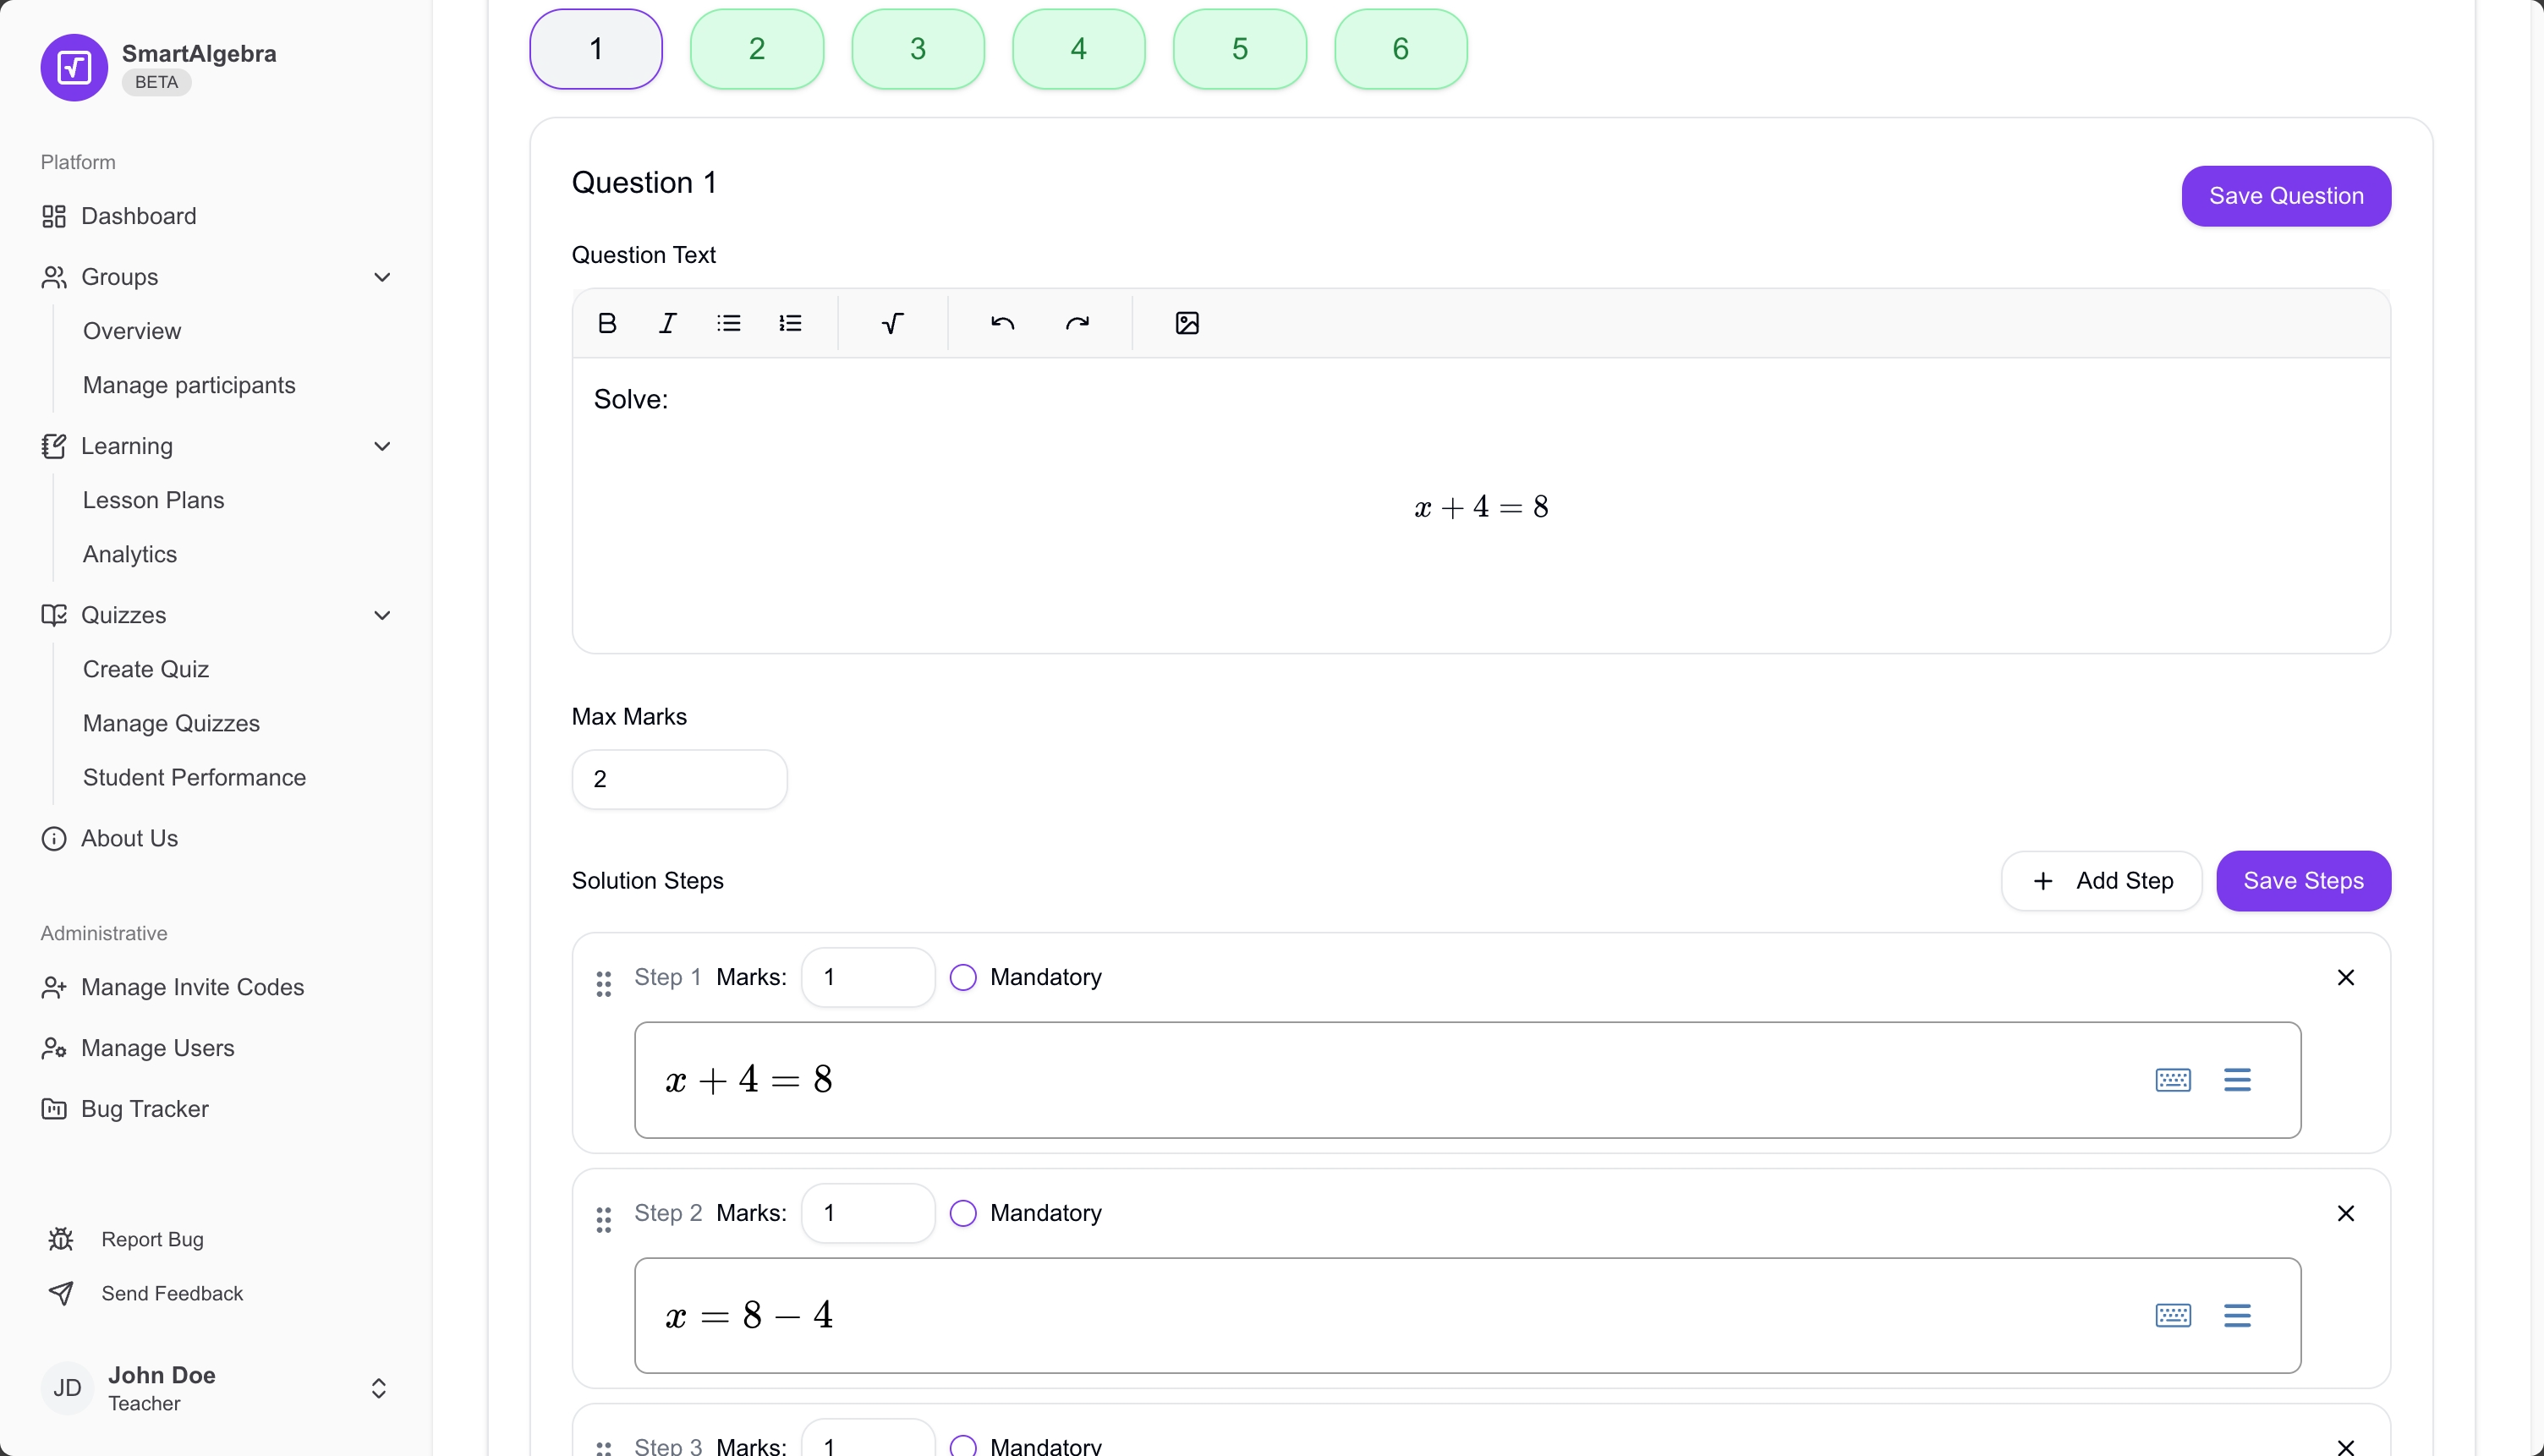 SmartAlgebra
BETA
Platform
Dashboard
Groups
Overview
Manage participants
Learning
Lesson Plans
Analytics
Quizzes
Create Quiz
Manage Quizzes
Student Performance
About Us
Administrative
Manage Invite Codes
Manage Users
Bug Tracker
Report Bug
Send Feedback
JD
John Doe
Teacher
1 2 3 4 5 6
Question 1
Save Question
Question Text
Solve:
x + 4 = 8
Max Marks
2
Solution Steps
Add Step
Save Steps
Step 1 Marks: 1 Mandatory
x + 4 = 8
Step 2 Marks: 1 Mandatory
x = 8 − 4
Step 3 Marks: 1 Mandatory